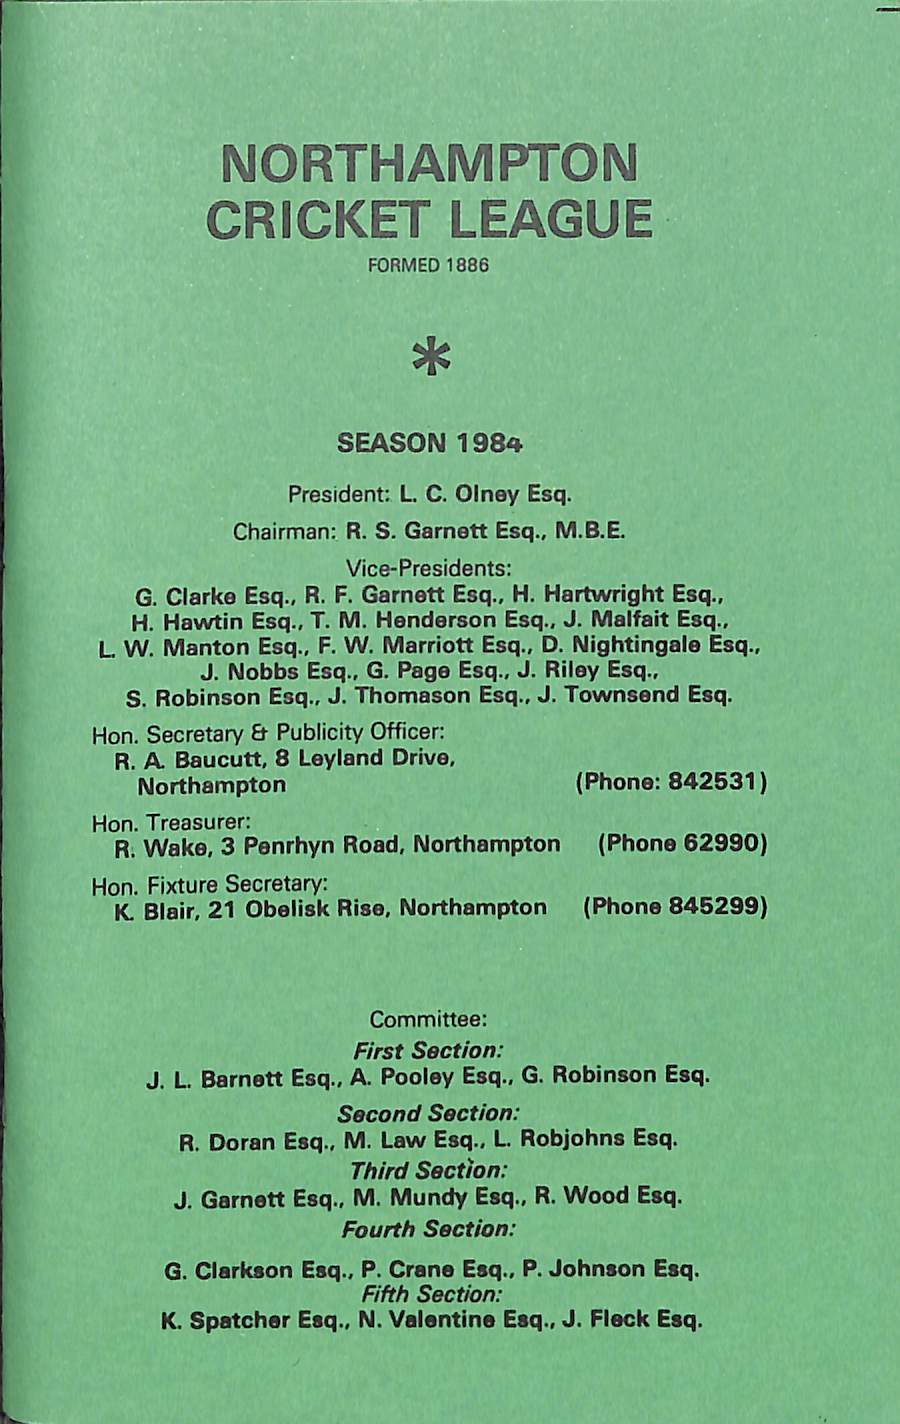 NORTHAMPTON
CRICKET LEAGUE
FORMED 1886
*
SEASON 1984
President: L. C. Olney Esq.
Chairman: R. S. Garnett Esq., M.B.E.
Vice-Presidents:
G. Clarke Esq., R. F. Garnett Esq., H. Hartwright Esq.,
H. Hawtin Esq., T. M. Henderson Esq., J. Malfait Esq.,
L. W. Manton Esq., F. W. Marriott Esq., D. Nightingale Esq.,
J. Nobbs Esq., G. Page Esq., J. Riley Esq.,
S. Robinson Esq., J. Thomason Esq., J. Townsend Esq.
Hon. Secretary & Publicity Officer:
R. A. Baucutt, 8 Leyland Drive,
Northampton (Phone: 842531)
Hon. Treasurer:
R. Wake, 3 Penrhyn Road, Northampton (Phone 62990)
Hon. Fixture Secretary:
K. Blair, 21 Obelisk Rise, Northampton (Phone 845299)
Committee:
First Section:
J. L. Barnett Esq., A. Pooley Esq., G. Robinson Esq.
Second Section:
R. Doran Esq., M. Law Esq., L. Robjohns Esq.
Third Section:
J. Garnett Esq., M. Mundy Esq., R. Wood Esq.
Fourth Section:
G. Clarkson Esq., P. Crane Esq., P. Johnson Esq.
Fifth Section:
K. Spatcher Esq., N. Valentine Esq., J. Fleck Esq.